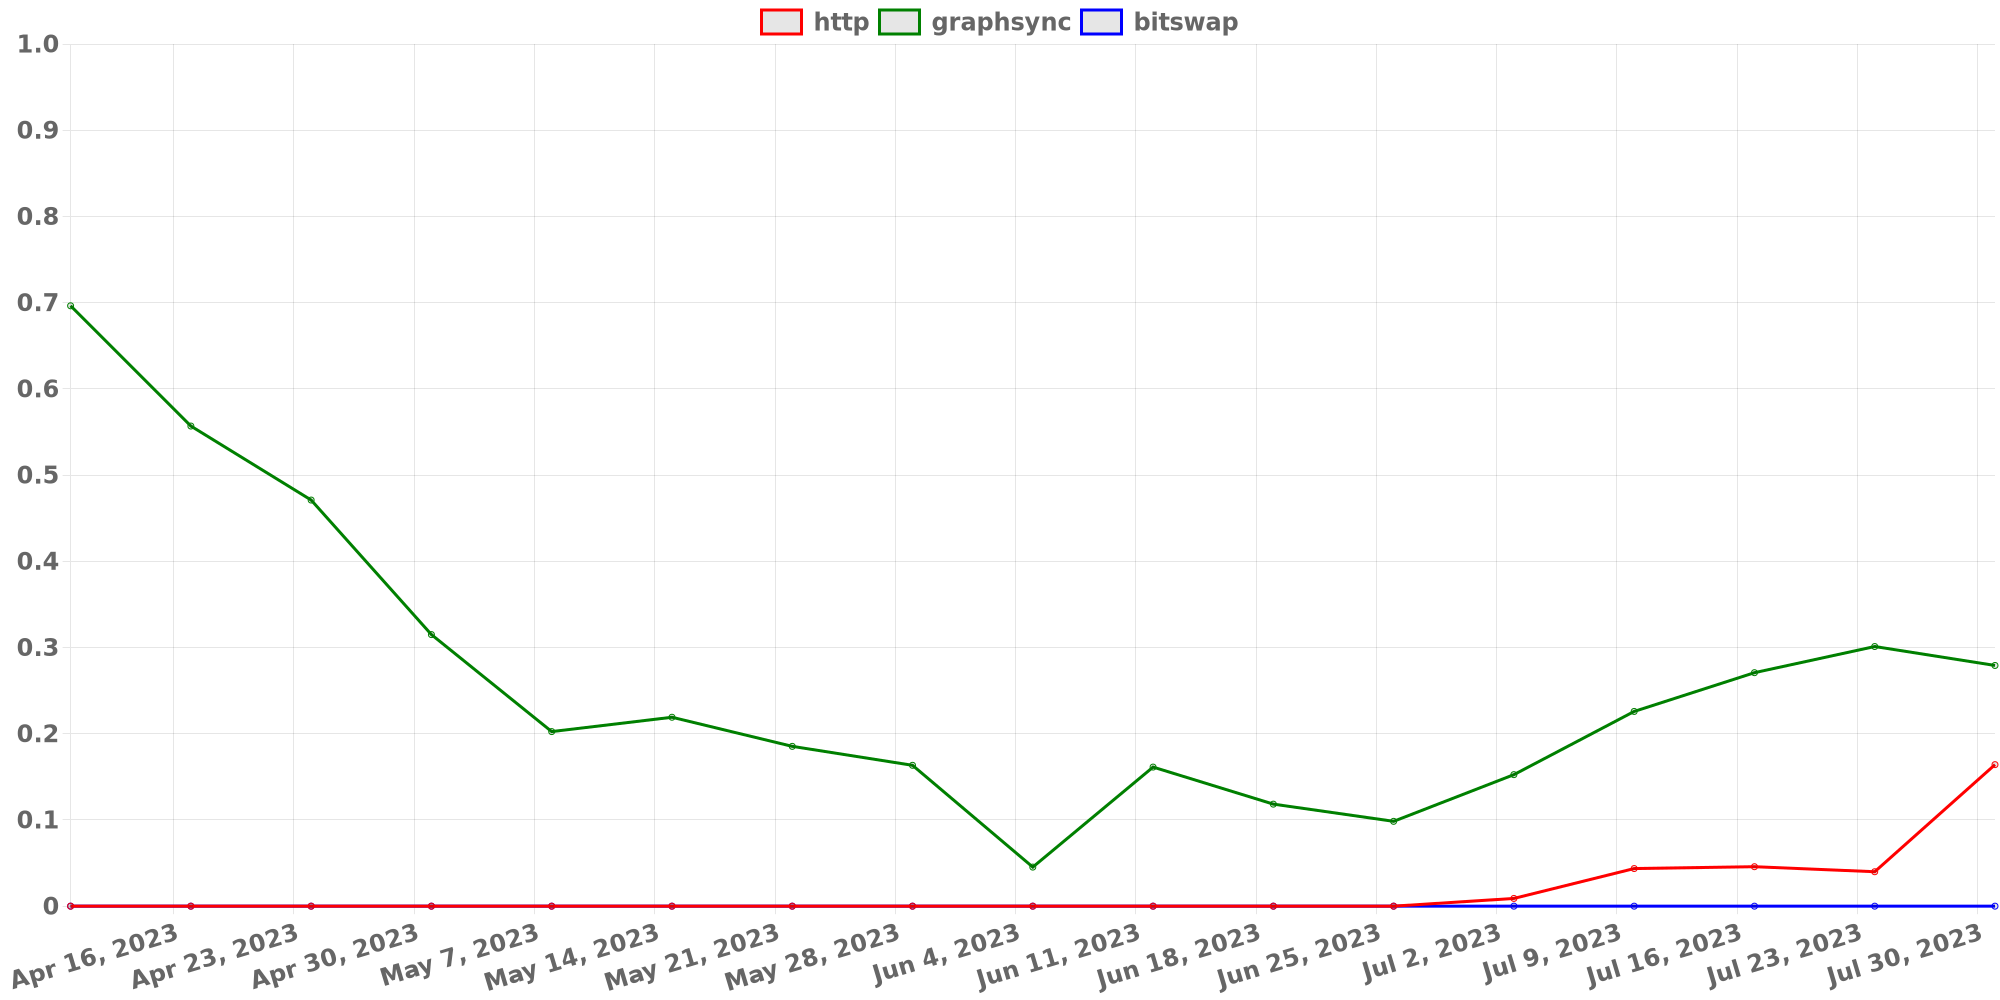 http graphsync bitswap
1.0
0.9
0.8
0.7
0.6
0.5
0.4
0.3
0.2
0.1
0
Apr 16, 2023
Apr 23, 2023
Apr 30, 2023
May 7, 2023
May 14, 2023
May 21, 2023
May 28, 2023
Jun 4, 2023
Jun 11, 2023
Jun 18, 2023
Jun 25, 2023
Jul 2, 2023
Jul 9, 2023
Jul 16, 2023
Jul 23, 2023
Jul 30, 2023